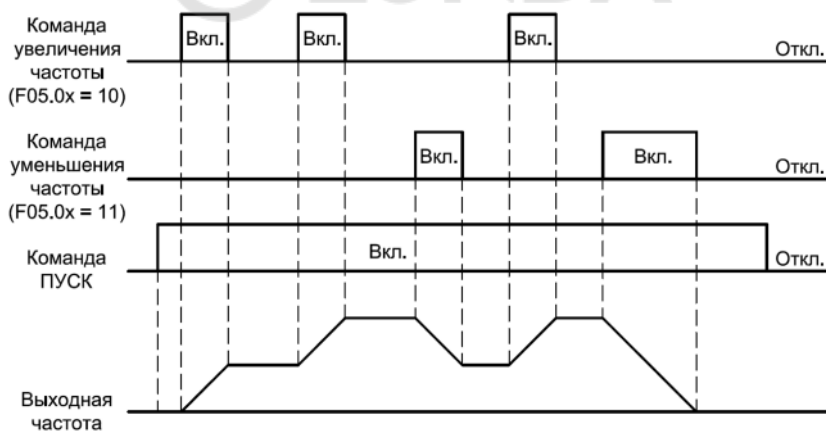 Команда
увеличения
частоты
(F05.0x = 10)
Вкл.
Вкл.
Вкл.
Откл.
Команда
уменьшения
частоты
(F05.0x = 11)
Вкл.
Вкл.
Откл.
Команда
ПУСК
Вкл.
Откл.
Выходная
частота